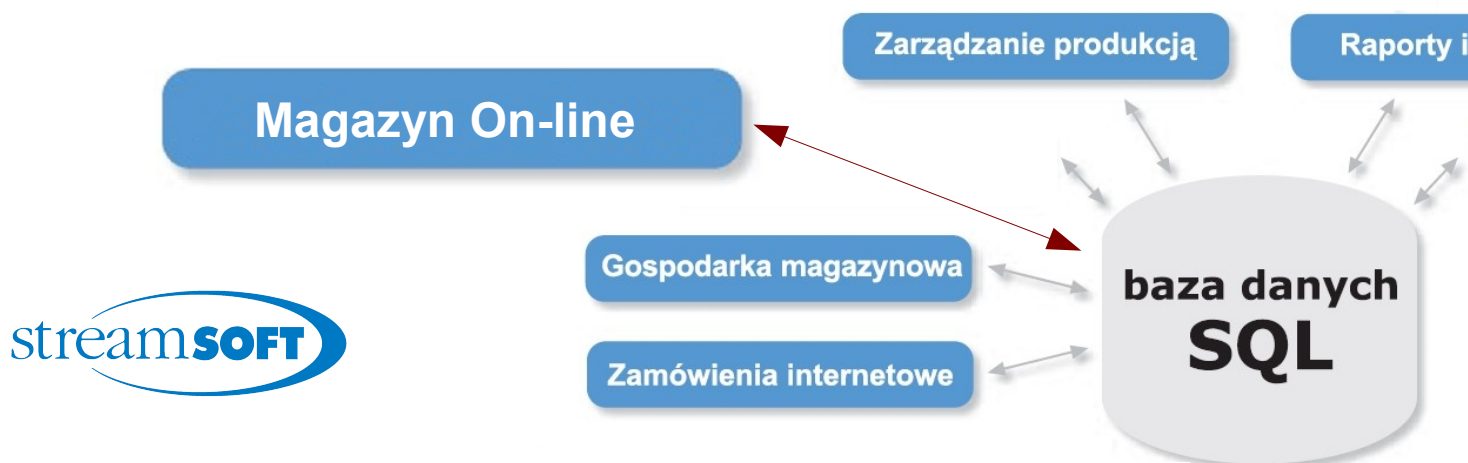 Zarządzanie produkcją
Raporty i
Magazyn On-line
Gospodarka magazynowa
baza danych
SQL
streamSOFT
Zamówienia internetowe